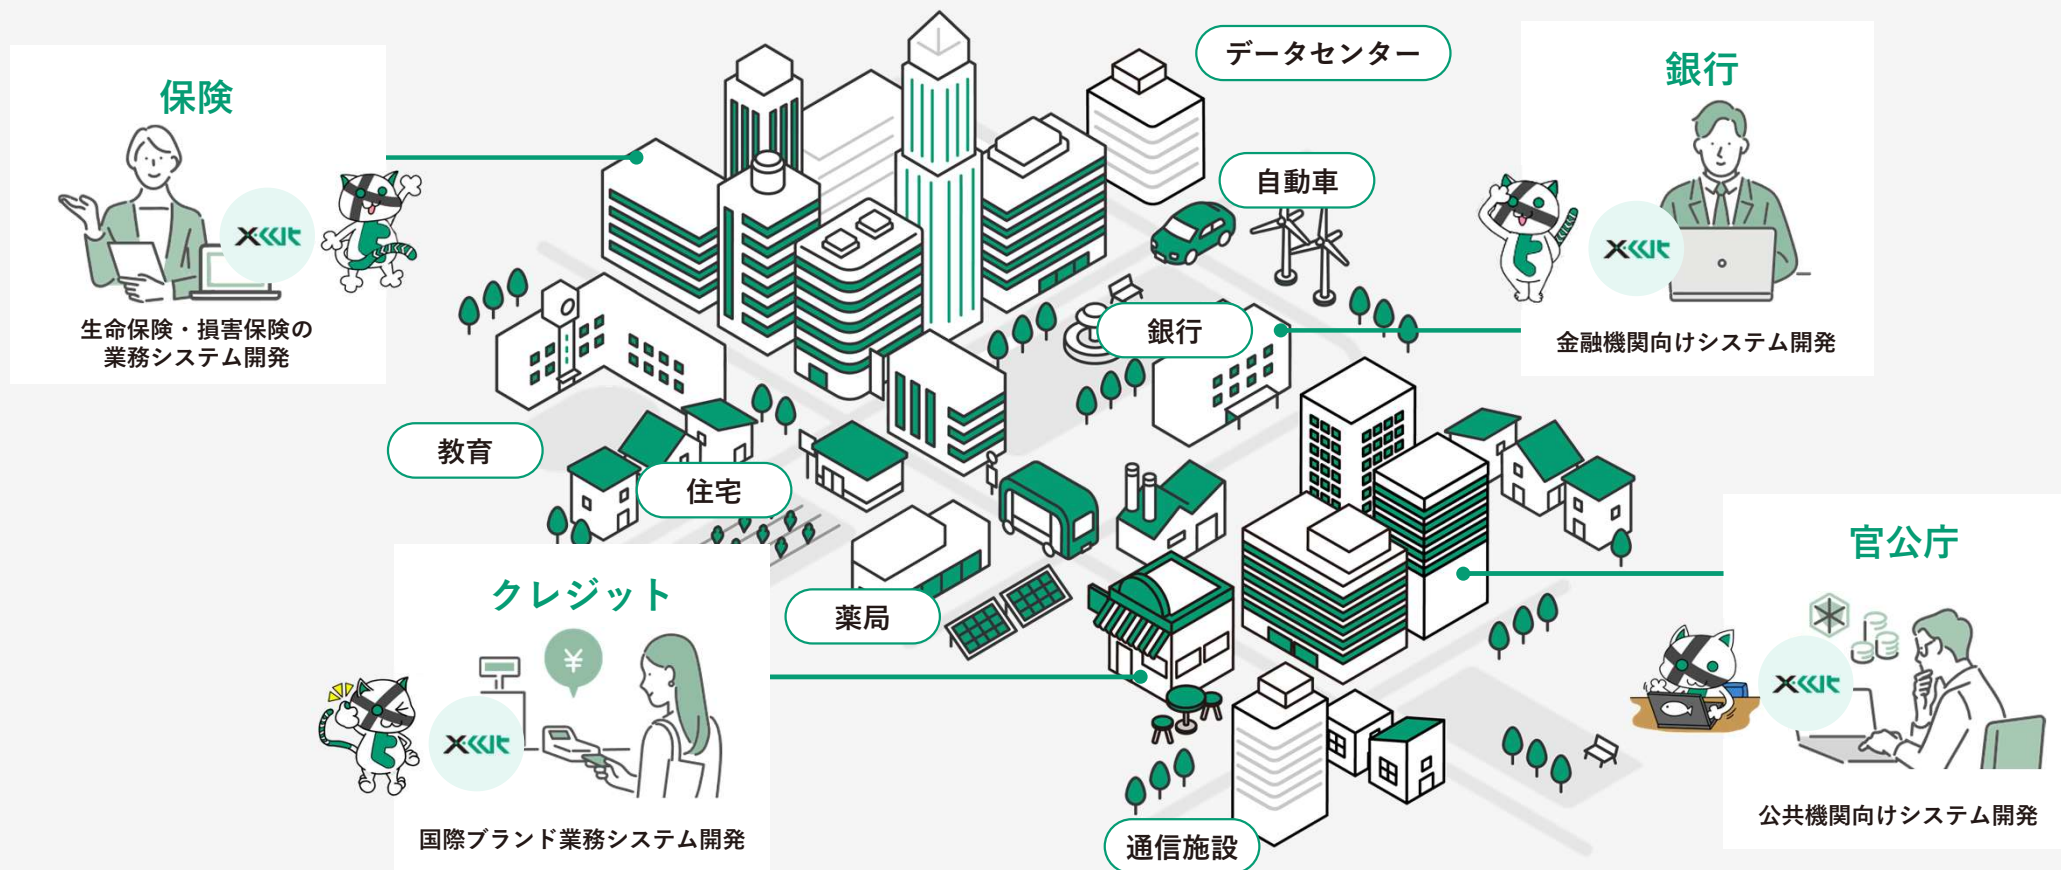 データセンター
保険
銀行
自動車
生命保険・損害保険の
業務システム開発
銀行
金融機関向けシステム開発
教育
住宅
官公庁
クレジット
薬局
¥
国際ブランド業務システム開発
公共機関向けシステム開発
通信施設